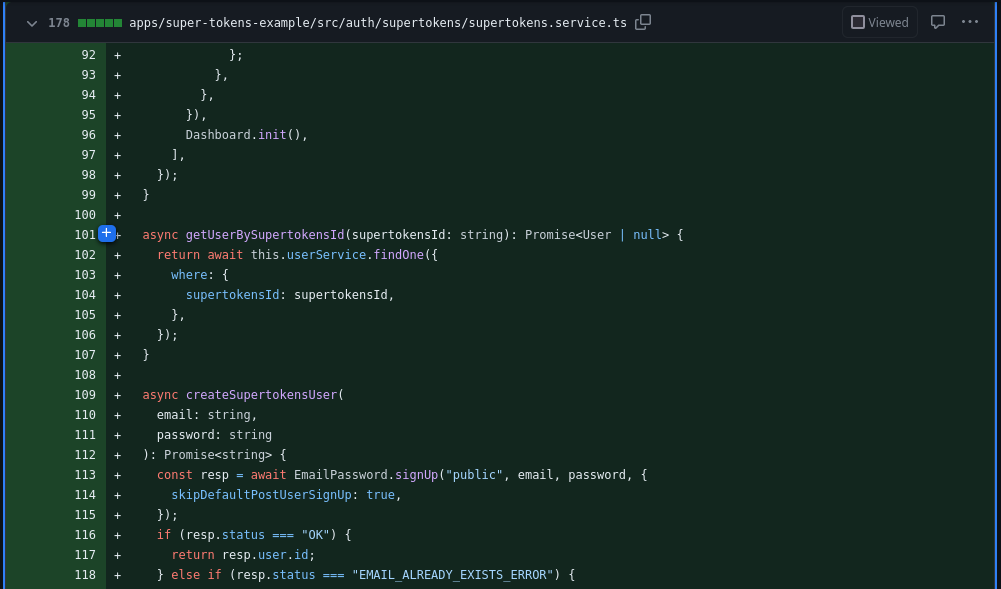 178 apps/super-tokens-example/src/auth/supertokens/supertokens.service.ts Viewed
92 + };
93 + },
94 + },
95 + }),
96 + Dashboard.init(),
97 + ],
98 + });
99 + }
100 +
101 + async getUserBySupertokensId(supertokensId: string): Promise<User | null> {
102 + return await this.userService.findOne({
103 + where: {
104 + supertokensId: supertokensId,
105 + },
106 + });
107 + }
108 +
109 + async createSupertokensUser(
110 + email: string,
111 + password: string
112 + ): Promise<string> {
113 + const resp = await EmailPassword.signUp("public", email, password, {
114 + skipDefaultPostUserSignUp: true,
115 + });
116 + if (resp.status === "OK") {
117 + return resp.user.id;
118 + } else if (resp.status === "EMAIL_ALREADY_EXISTS_ERROR") {